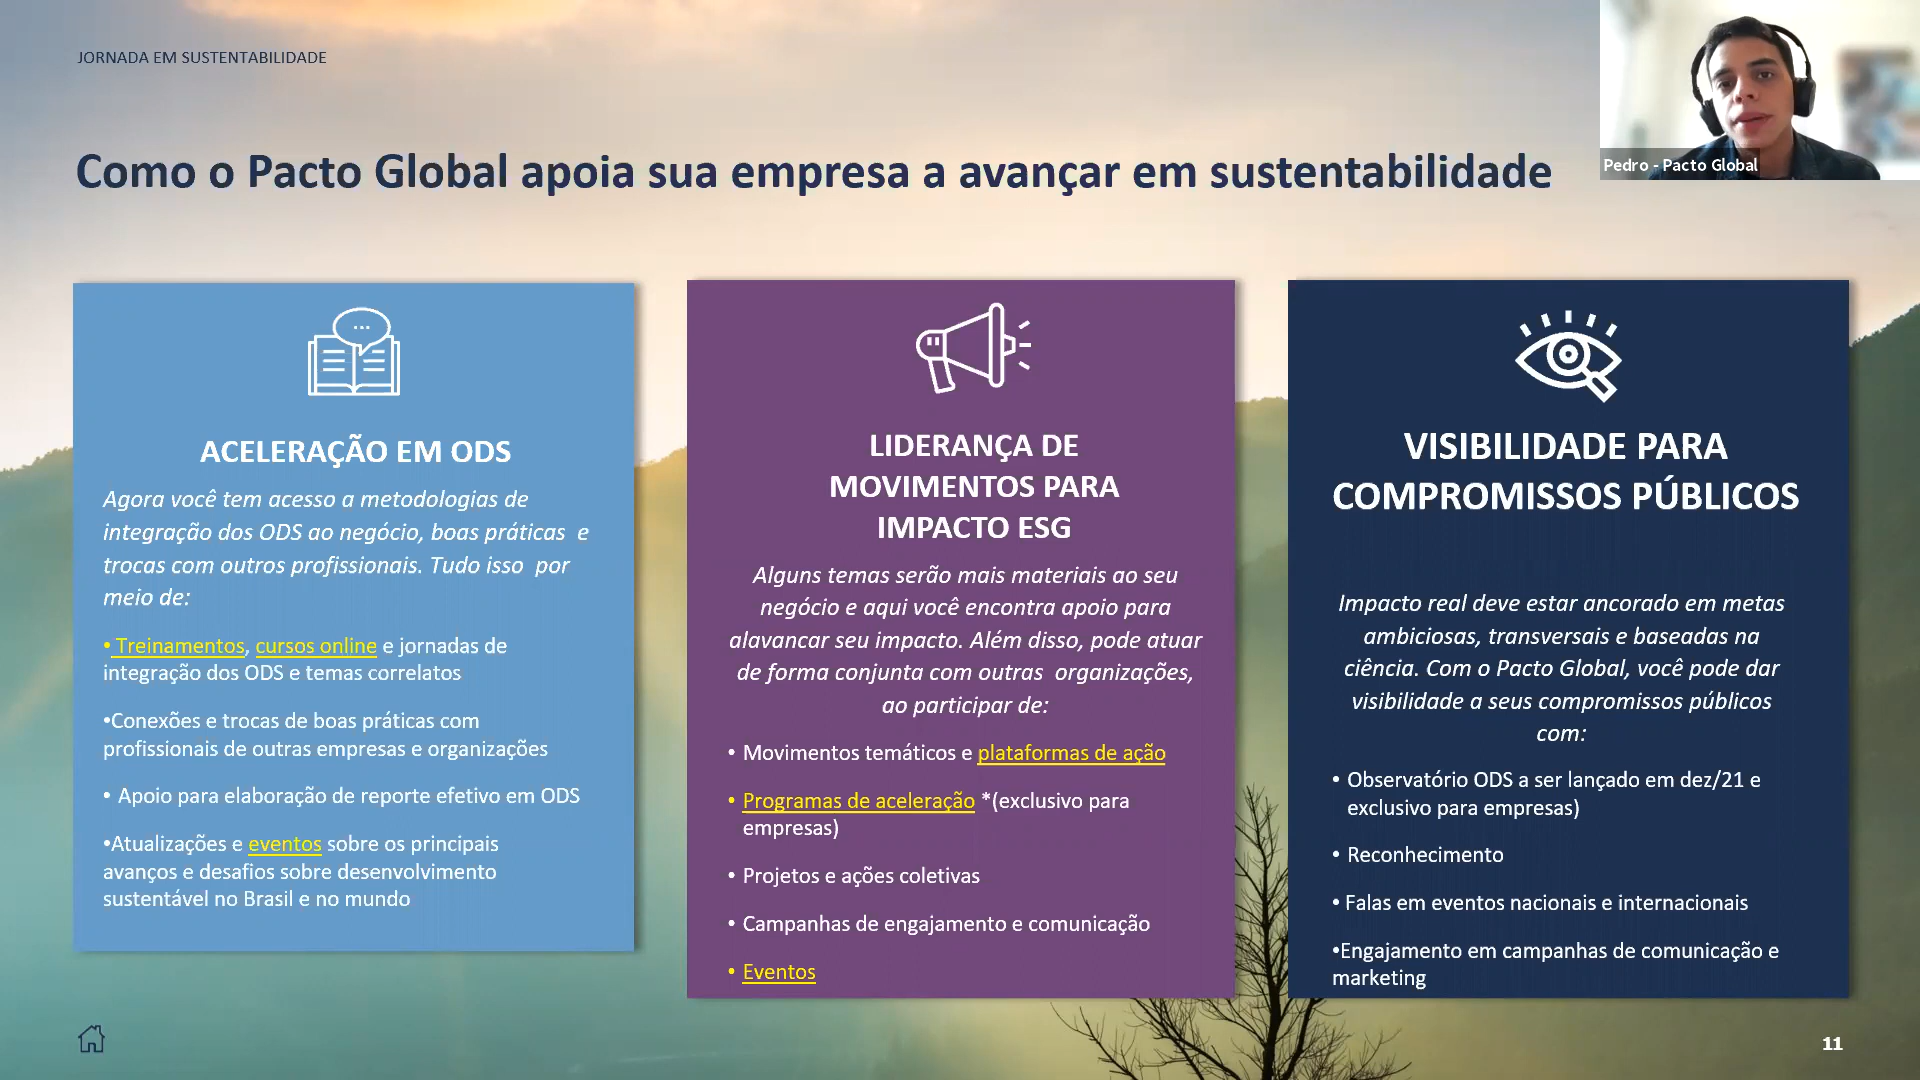 JORNADA EM SUSTENTABILIDADE
Como o Pacto Global apoia sua empresa a avançar em sustentabilidade
Pedro - Pacto Global
ACELERAÇÃO EM ODS
Agora você tem acesso a metodologias de
integração dos ODS ao negócio, boas práticas e
trocas com outros profissionais. Tudo isso por
meio de:
• Treinamentos, cursos online e jornadas de
integração dos ODS e temas correlatos
•Conexões e trocas de boas práticas com
profissionais de outras empresas e organizações
• Apoio para elaboração de reporte efetivo em ODS
•Atualizações e eventos sobre os principais
avanços e desafios sobre desenvolvimento
sustentável no Brasil e no mundo
LIDERANÇA DE
MOVIMENTOS PARA
IMPACTO ESG
Alguns temas serão mais materiais ao seu
negócio e aqui você encontra apoio para
alavancar seu impacto. Além disso, pode atuar
de forma conjunta com outras organizações,
ao participar de:
• Movimentos temáticos e plataformas de ação
• Programas de aceleração *(exclusivo para
empresas)
• Projetos e ações coletivas
• Campanhas de engajamento e comunicação
• Eventos
VISIBILIDADE PARA
COMPROMISSOS PÚBLICOS
Impacto real deve estar ancorado em metas
ambiciosas, transversais e baseadas na
ciência. Com o Pacto Global, você pode dar
visibilidade a seus compromissos públicos
com:
• Observatório ODS a ser lançado em dez/21 e
exclusivo para empresas)
• Reconhecimento
• Falas em eventos nacionais e internacionais
•Engajamento em campanhas de comunicação e
marketing
11